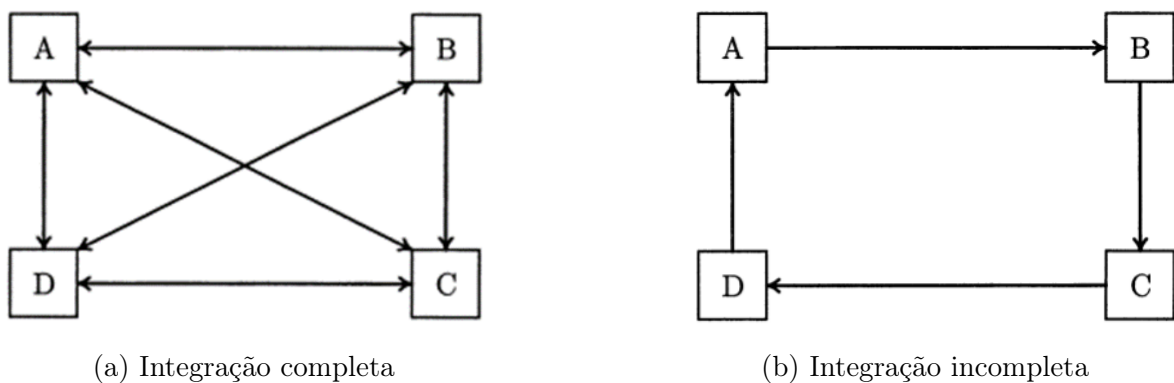 A B
D C
(a) Integração completa
A B
D C
(b) Integração incompleta